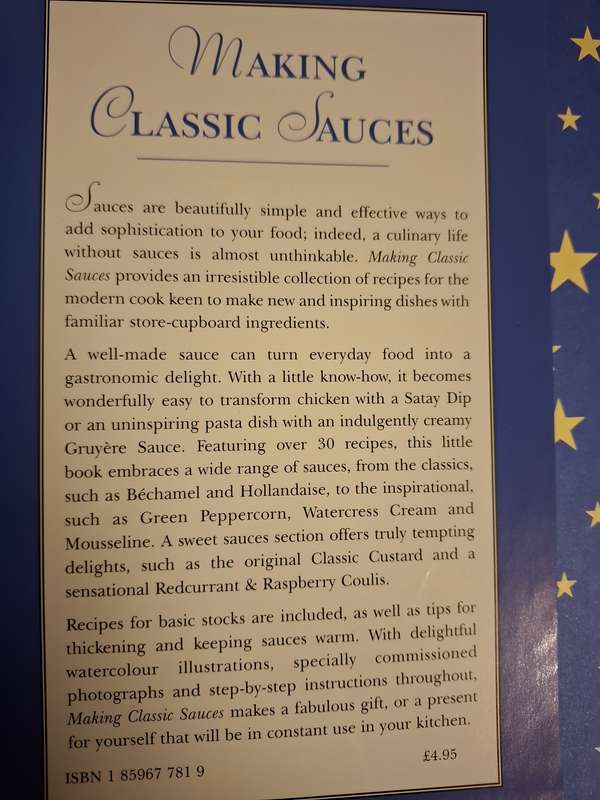 MAKING
CLASSIC SAUCES
Sauces are beautifully simple and effective ways to
add sophistication to your food; indeed, a culinary life
without sauces is almost unthinkable. Making Classic
Sauces provides an irresistible collection of recipes for the
modern cook keen to make new and inspiring dishes with
familiar store-cupboard ingredients.
A well-made sauce can turn everyday food into a
gastronomic delight. With a little know-how, it becomes
wonderfully easy to transform chicken with a Satay Dip
or an uninspiring pasta dish with an indulgently creamy
Gruyère Sauce. Featuring over 30 recipes, this little
book embraces a wide range of sauces, from the classics,
such as Béchamel and Hollandaise, to the inspirational,
such as Green Peppercorn, Watercress Cream and
Mousseline. A sweet sauces section offers truly tempting
delights, such as the original Classic Custard and a
sensational Redcurrant & Raspberry Coulis.
Recipes for basic stocks are included, as well as tips for
thickening and keeping sauces warm. With delightful
watercolour illustrations, specially commissioned
photographs and step-by-step instructions throughout,
Making Classic Sauces makes a fabulous gift, or a present
for yourself that will be in constant use in your kitchen.
£4.95
ISBN 1 85967 781 9